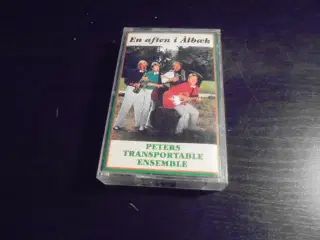 En aften i Ålbæk
PETERS
TRANSPORTABLE
ENSEMBLE